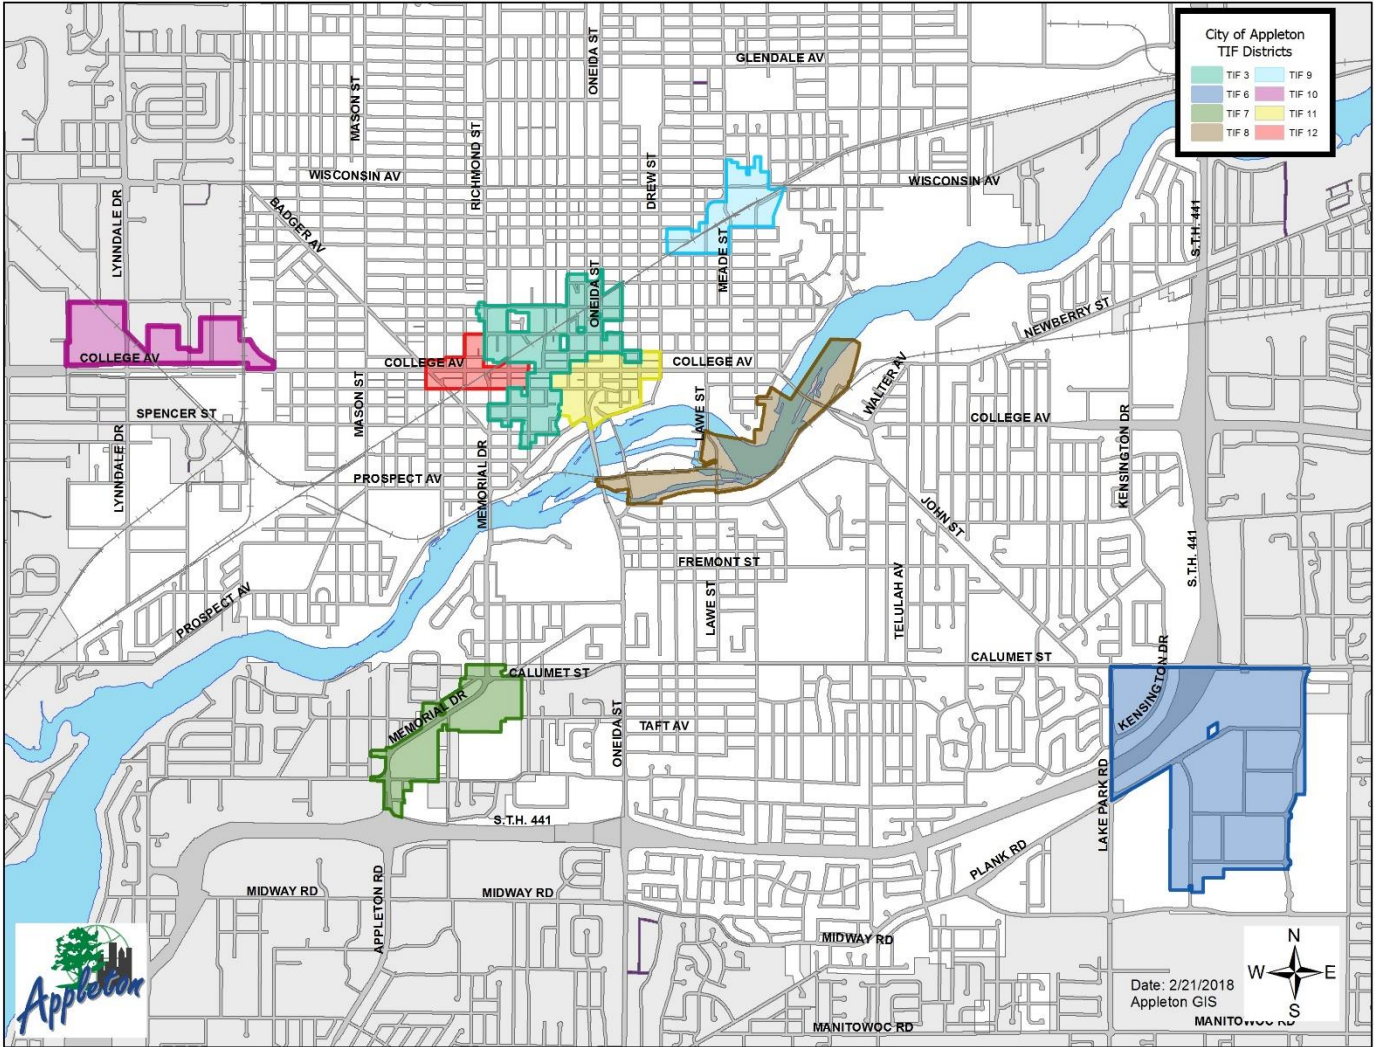 City of Appleton
TIF Districts
TIF 3
TIF 9
TIF 6
TIF 10
TIF 7
TIF 11
TIF 8
TIF 12
ONEIDA ST
GLENDALE AV
MASON ST
RICHMOND ST
DREW ST
WISCONSIN AV
WISCONSIN AV
LYNNDALE DR
BADGER AV
S.T.H. 441
MEADE ST
ONEIDA ST
NEWBERRY ST
COLLEGE AV
COLLEGE AV
COLLEGE AV
WALTER AV
MASON ST
SPENCER ST
LAWE ST
COLLEGE AV
KENSINGTON DR
LYNNDALE DR
PROSPECT AV
MEMORIAL DR
JOHN ST
S.T.H. 441
FREMONT ST
PROSPECT AV
LAWE ST
TELULAH AV
CALUMET ST
CALUMET ST
KENSINGTON DR
MEMORIAL DR
ONEIDA ST
TAFT AV
LAKE PARK RD
S.T.H. 441
PLANK RD
MIDWAY RD
MIDWAY RD
APPLETON RD
MIDWAY RD
Appleton
N
W E
S
Date: 2/21/2018
Appleton GIS
MANITOWOC RD
MANITOWOC RD